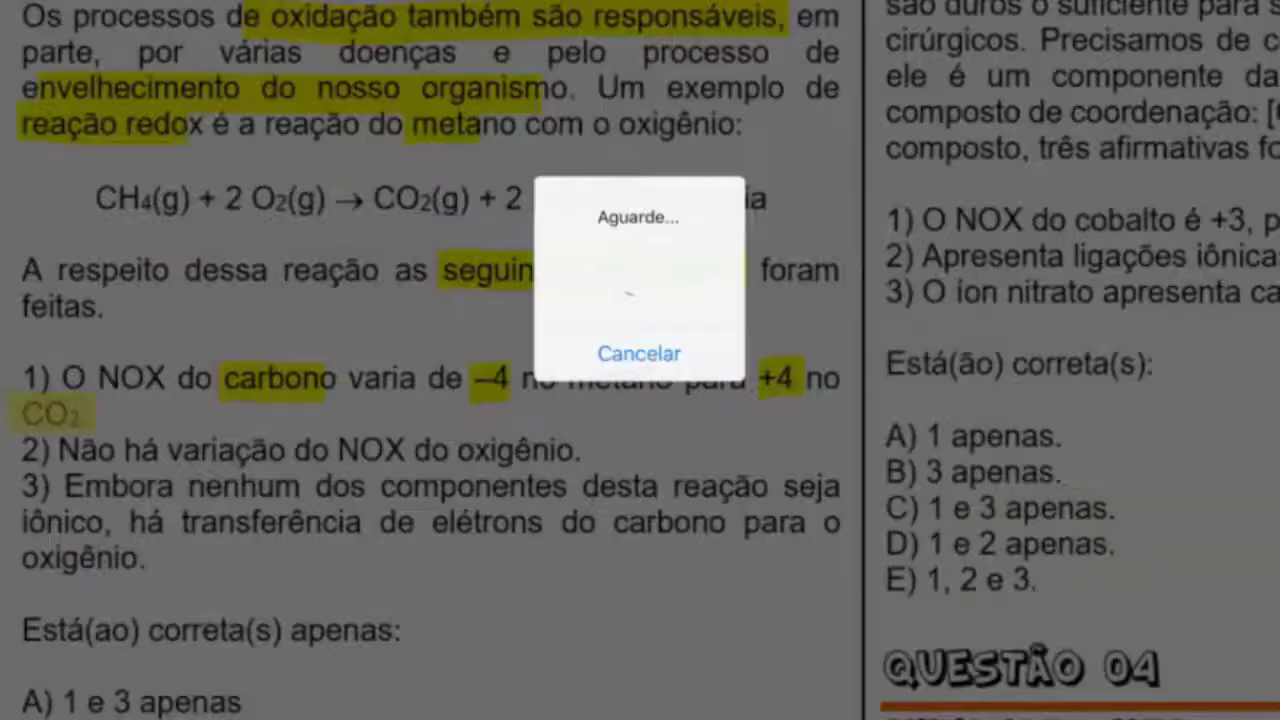 Os processos de oxidação também são responsáveis, em
parte, por várias doenças e pelo processo de
envelhecimento do nosso organismo. Um exemplo de
reação redox é a reação do metano com o oxigênio:
CH4(g) + 2 O2(g) → CO2(g) + 2
ia
A respeito dessa reação as seguin
foram
feitas.
1) O NOX do carbono varia de –4 no metano para +4 no
CO2.
2) Não há variação do NOX do oxigênio.
3) Embora nenhum dos componentes desta reação seja
iônico, há transferência de elétrons do carbono para o
oxigênio.
Está(ao) correta(s) apenas:
A) 1 e 3 apenas
Aguarde...
Cancelar
são duros o suficiente para s
cirúrgicos. Precisamos de c
ele é um componente da
composto de coordenação: [
composto, três afirmativas fo
1) O NOX do cobalto é +3, p
2) Apresenta ligações iônica
3) O íon nitrato apresenta ca
Está(ão) correta(s):
A) 1 apenas.
B) 3 apenas.
C) 1 e 3 apenas.
D) 1 e 2 apenas.
E) 1, 2 e 3.
QUESTÃO 04